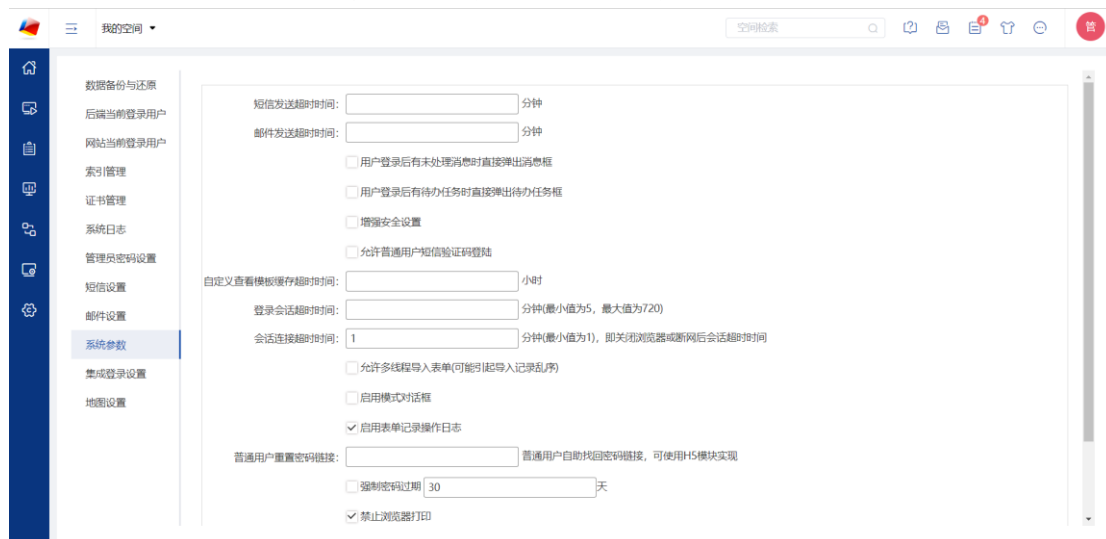 我的空间
空间检索
4
管
数据备份与还原
后端当前登录用户
网站当前登录用户
索引管理
证书管理
系统日志
管理员密码设置
短信设置
邮件设置
系统参数
集成登录设置
地图设置
短信发送超时时间： 分钟
邮件发送超时时间： 分钟
用户登录后有未处理消息时直接弹出消息框
用户登录后有待办任务时直接弹出待办任务框
增强安全设置
允许普通用户短信验证码登陆
自定义查看模板缓存超时时间： 小时
登录会话超时时间： 分钟(最小值为5，最大值为720)
会话连接超时时间： 1 分钟(最小值为1)，即关闭浏览器或断网后会话超时时间
允许多线程导入表单(可能引起导入记录乱序)
启用模式对话框
启用表单记录操作日志
普通用户重置密码链接： 普通用户自助找回密码链接，可使用H5模块实现
强制密码过期 30 天
禁止浏览器打印